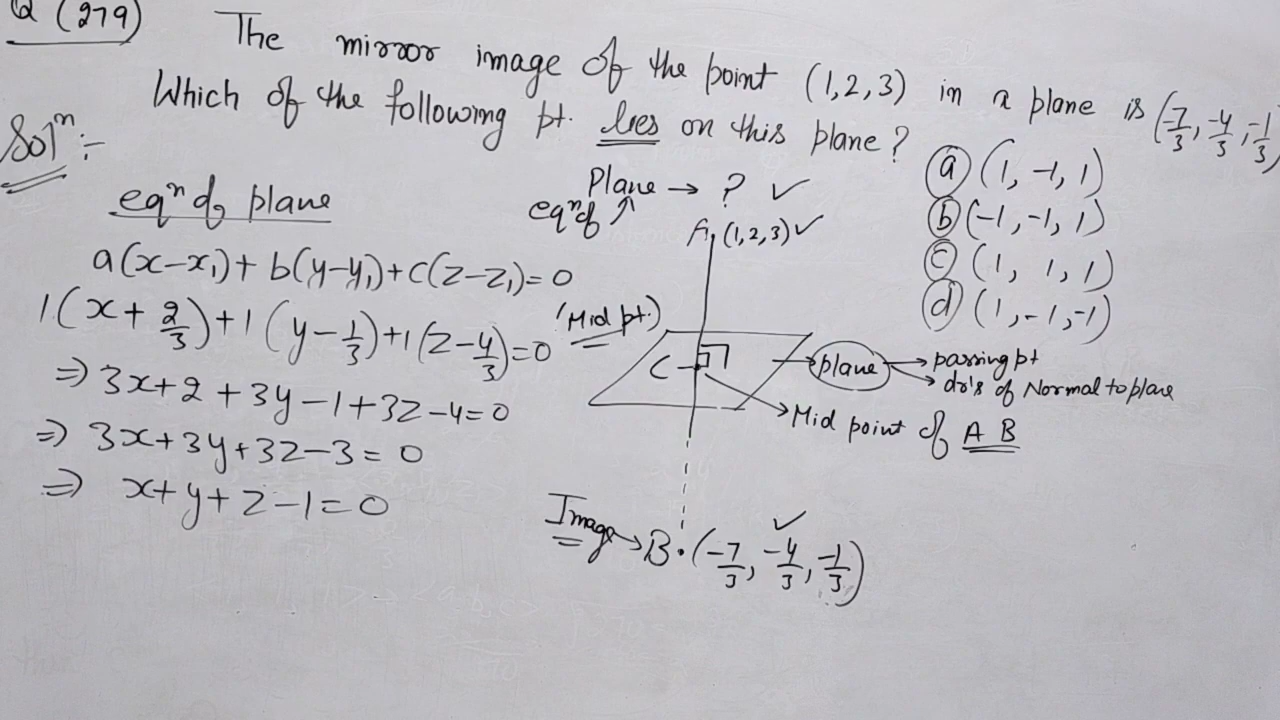 Q (279) The mirror image of the point (1,2,3) in a plane is (-7/3, -4/3, -1/3)
Which of the following pt. lies on this plane?
Solⁿ :-
(a) (1, -1, 1)
(b) (-1, -1, 1)
(c) (1, 1, 1)
(d) (1, -1, -1)
eqⁿ of plane
a(x-x₁)+ b(y-y₁)+c(z-z₁)=0
1(x+2/3)+1(y-1/3)+1(z-4/3)=0
⇒ 3x+2+3y-1+3z-4=0
⇒ 3x+3y+3z-3=0
⇒ x+y+z-1=0
Plane → ? ✓
eqⁿ of ↑
A (1,2,3)✓
(Mid pt.)
C
plane → passing pt
→ dr's of Normal to plane
→ Mid point of A B
Image → B • (-7/3, -4/3, -1/3) ✓